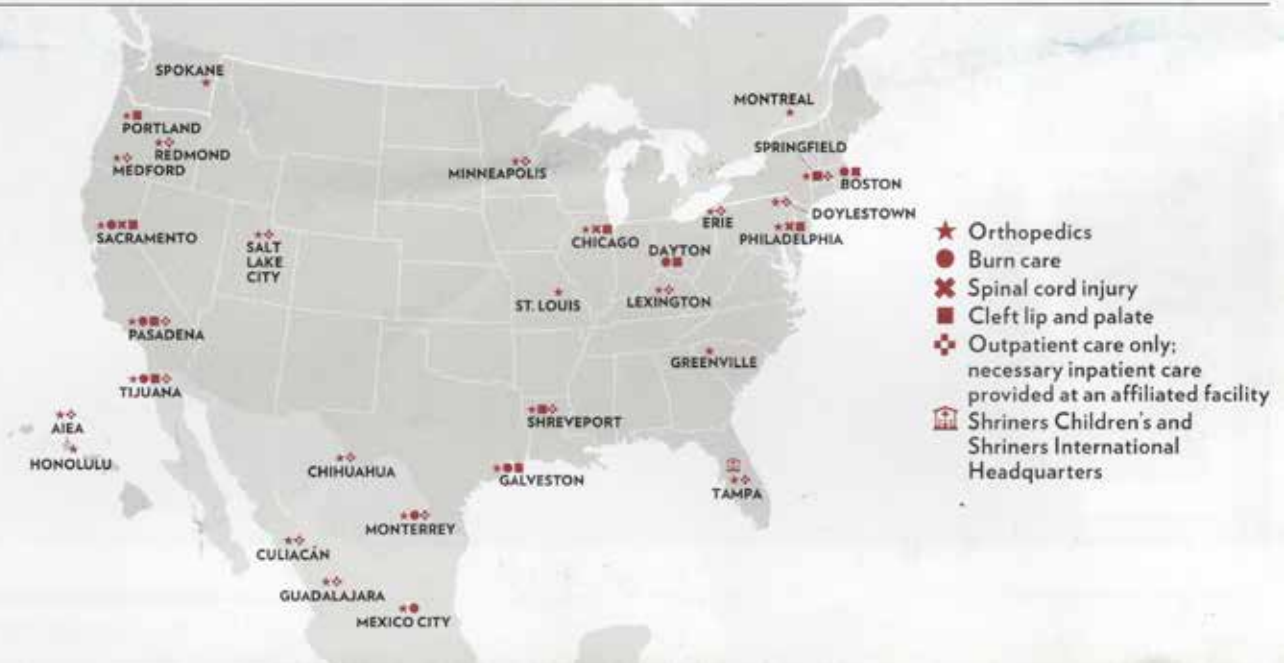 SPOKANE
MONTREAL
PORTLAND
SPRINGFIELD
REDMOND
MEDFORD
MINNEAPOLIS
BOSTON
DOYLESTOWN
ERIE
SACRAMENTO
SALT
LAKE
CITY
CHICAGO
PHILADELPHIA
DAYTON
ST. LOUIS
LEXINGTON
PASADENA
GREENVILLE
TIJUANA
SHREVEPORT
AIEA
HONOLULU
CHIHUAHUA
GALVESTON
TAMPA
MONTERREY
CULIACÁN
GUADALAJARA
MEXICO CITY
Orthopedics
Burn care
Spinal cord injury
Cleft lip and palate
Outpatient care only;
necessary inpatient care
provided at an affiliated facility
Shriners Children's and
Shriners International
Headquarters